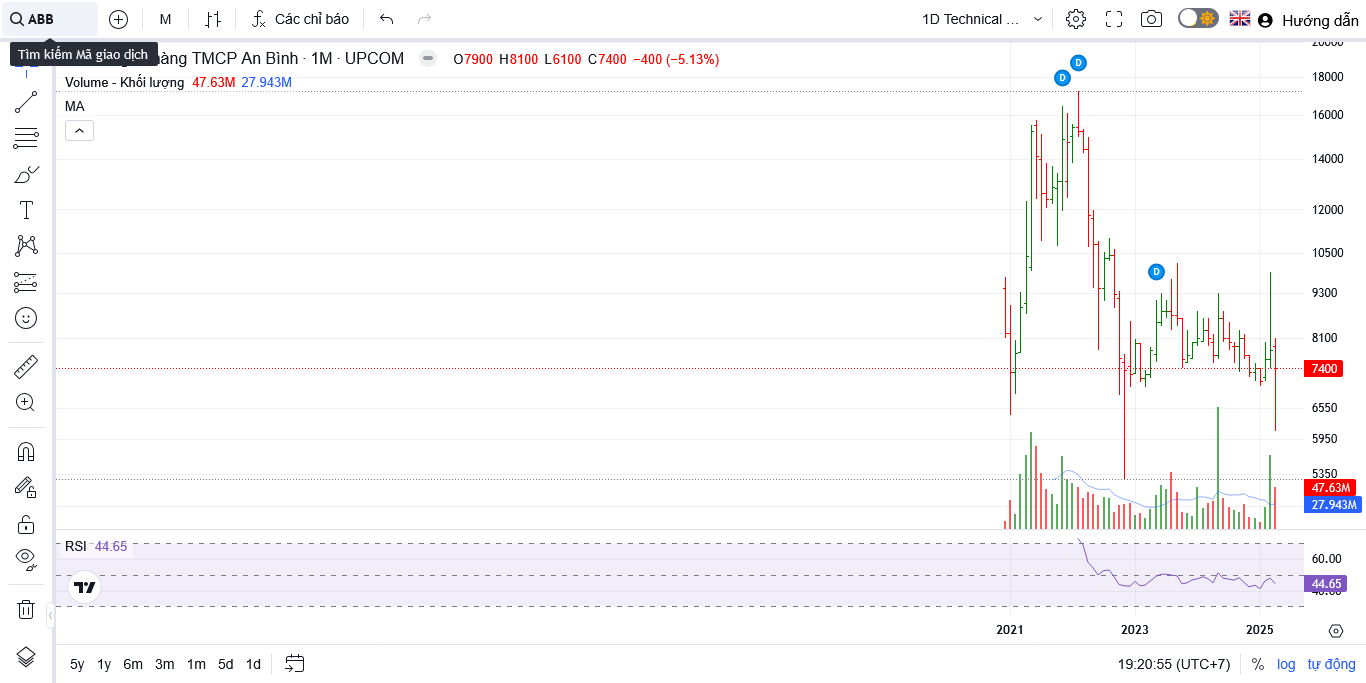 ABB
M
Các chỉ báo
1D Technical ...
Hướng dẫn
Tìm kiếm Mã giao dịch
hàng TMCP An Bình · 1M · UPCOM
O7900 H8100 L6100 C7400 −400 (−5.13%)
Volume - Khối lượng 47.63M 27.943M
MA
D
D
D
20000
18000
16000
14000
12000
10500
9300
8100
7400
6550
5950
5350
47.63M
27.943M
RSI 44.65
60.00
44.65
40.00
2021 2023 2025
5y 1y 6m 3m 1m 5d 1d
19:20:55 (UTC+7) % log tự động